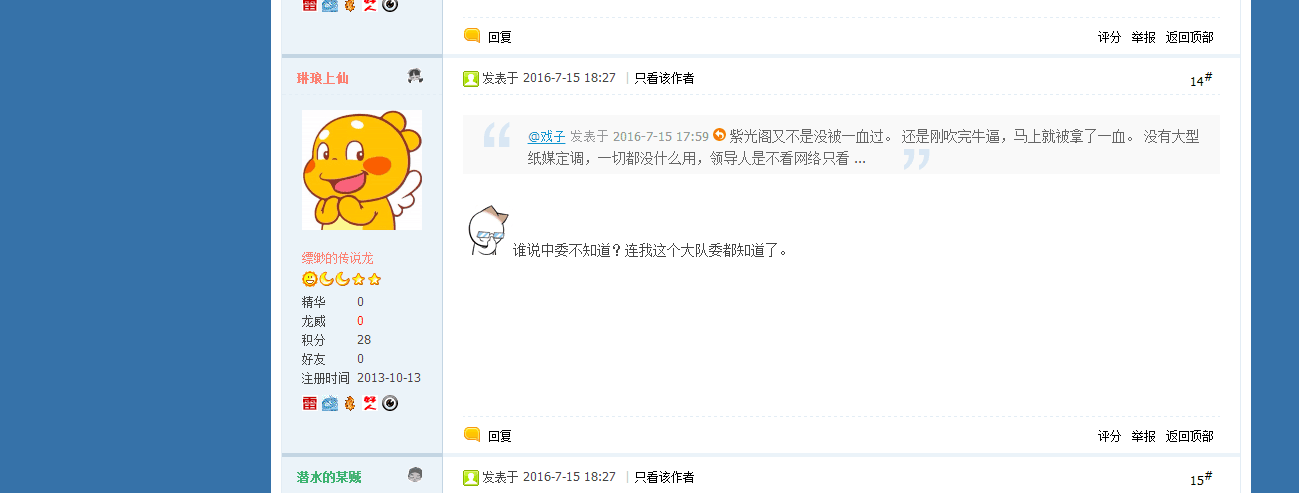 雷
回复
评分 举报 返回顶部
琳琅上仙
发表于 2016-7-15 18:27 |只看该作者
14#
@戏子 发表于 2016-7-15 17:59 紫光阁又不是没被一血过。 还是刚吹完牛逼,马上就被拿了一血。 没有大型
纸媒定调,一切都没什么用,领导人是不看网络只看 ...
谁说中委不知道?连我这个大队委都知道了。
缥缈的传说龙
精华 0
龙威 0
积分 28
好友 0
注册时间 2013-10-13
雷
回复
评分 举报 返回顶部
潜水的某贱
发表于 2016-7-15 18:27 |只看该作者
15#